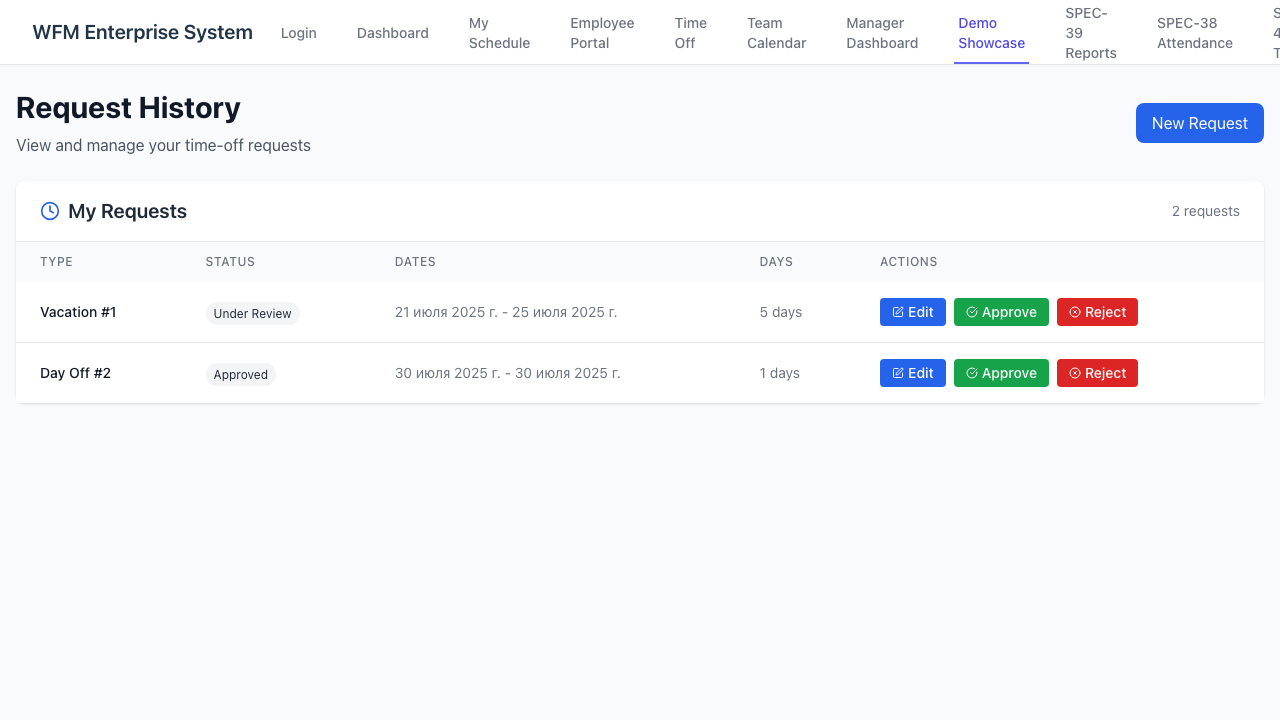 WFM Enterprise System
Login
Dashboard
My
Schedule
Employee
Portal
Time
Off
Team
Calendar
Manager
Dashboard
Demo
Showcase
SPEC-
39
Reports
SPEC-38
Attendance
Request History
View and manage your time-off requests
New Request
My Requests
2 requests
TYPE STATUS DATES DAYS ACTIONS
Vacation #1 Under Review 21 июля 2025 г. - 25 июля 2025 г. 5 days Edit Approve Reject
Day Off #2 Approved 30 июля 2025 г. - 30 июля 2025 г. 1 days Edit Approve Reject